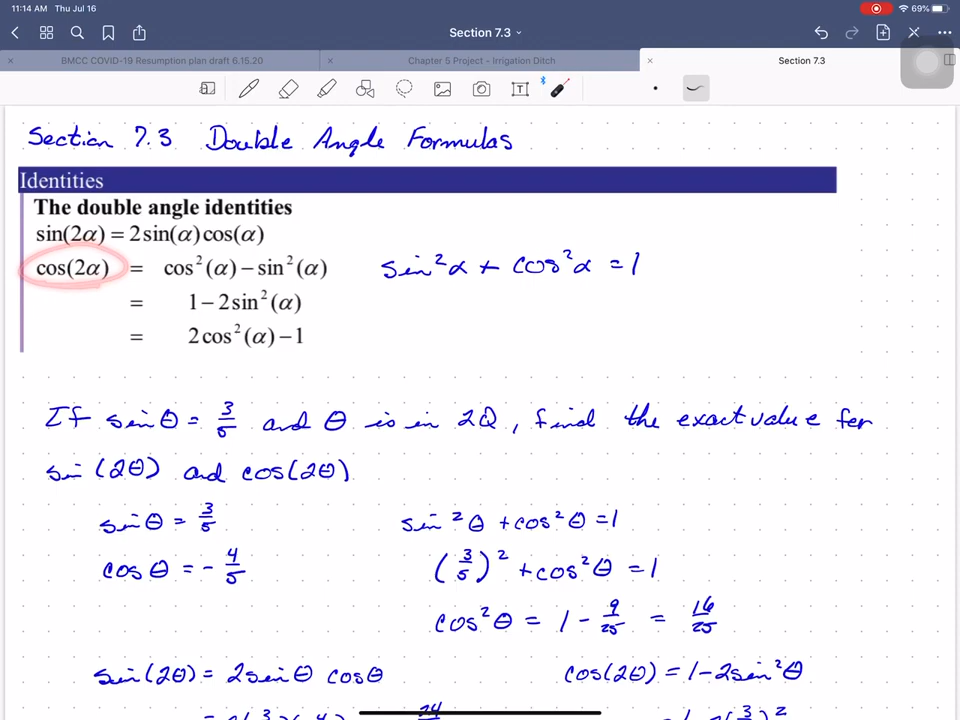 11:14 AM Thu Jul 16 69%
Section 7.3
BMCC COVID-19 Resumption plan draft 6.15.20 Chapter 5 Project - Irrigation Ditch Section 7.3
Section 7.3 Double Angle Formulas
Identities
The double angle identities
sin(2α) = 2sin(α)cos(α)
cos(2α) = cos²(α) − sin²(α) sin²α + cos²α = 1
= 1 − 2sin²(α)
= 2cos²(α) − 1
If sinθ = 3/5 and θ is in 2Q, find the exact value for
sin(2θ) and cos(2θ)
sinθ = 3/5 sin²θ + cos²θ = 1
cosθ = - 4/5 (3/5)² + cos²θ = 1
cos²θ = 1 - 9/25 = 16/25
sin(2θ) = 2sinθ cosθ cos(2θ) = 1 - 2sin²θ